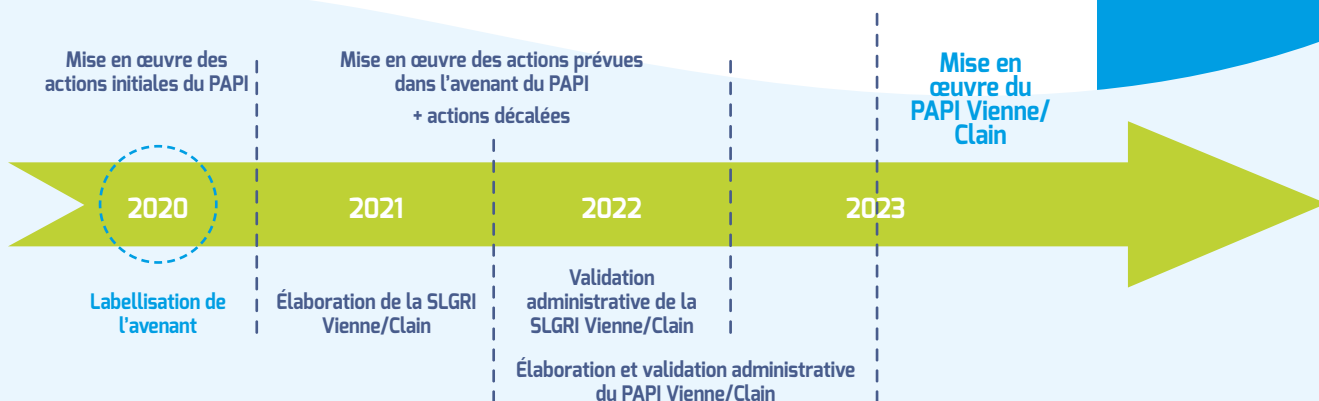 Mise en œuvre des
actions initiales du PAPI
Mise en œuvre des actions prévues
dans l'avenant du PAPI
+ actions décalées
Mise en
œuvre du
PAPI Vienne/
Clain
2020
2021
2022
2023
Labellisation de
l'avenant
Élaboration de la SLGRI
Vienne/Clain
Validation
administrative de la
SLGRI Vienne/Clain
Élaboration et validation administrative
du PAPI Vienne/Clain